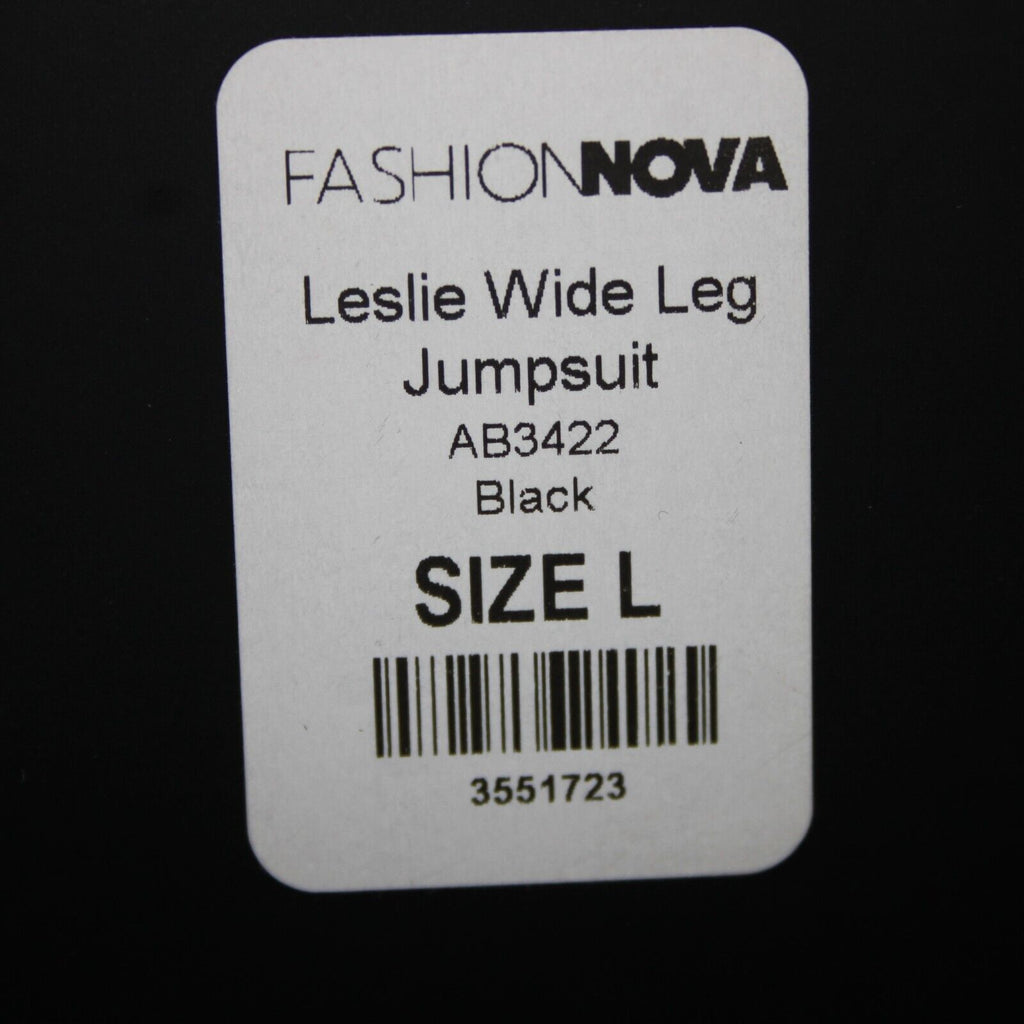 FASHIONNOVA
Leslie Wide Leg
Jumpsuit
AB3422
Black
SIZE L
3551723